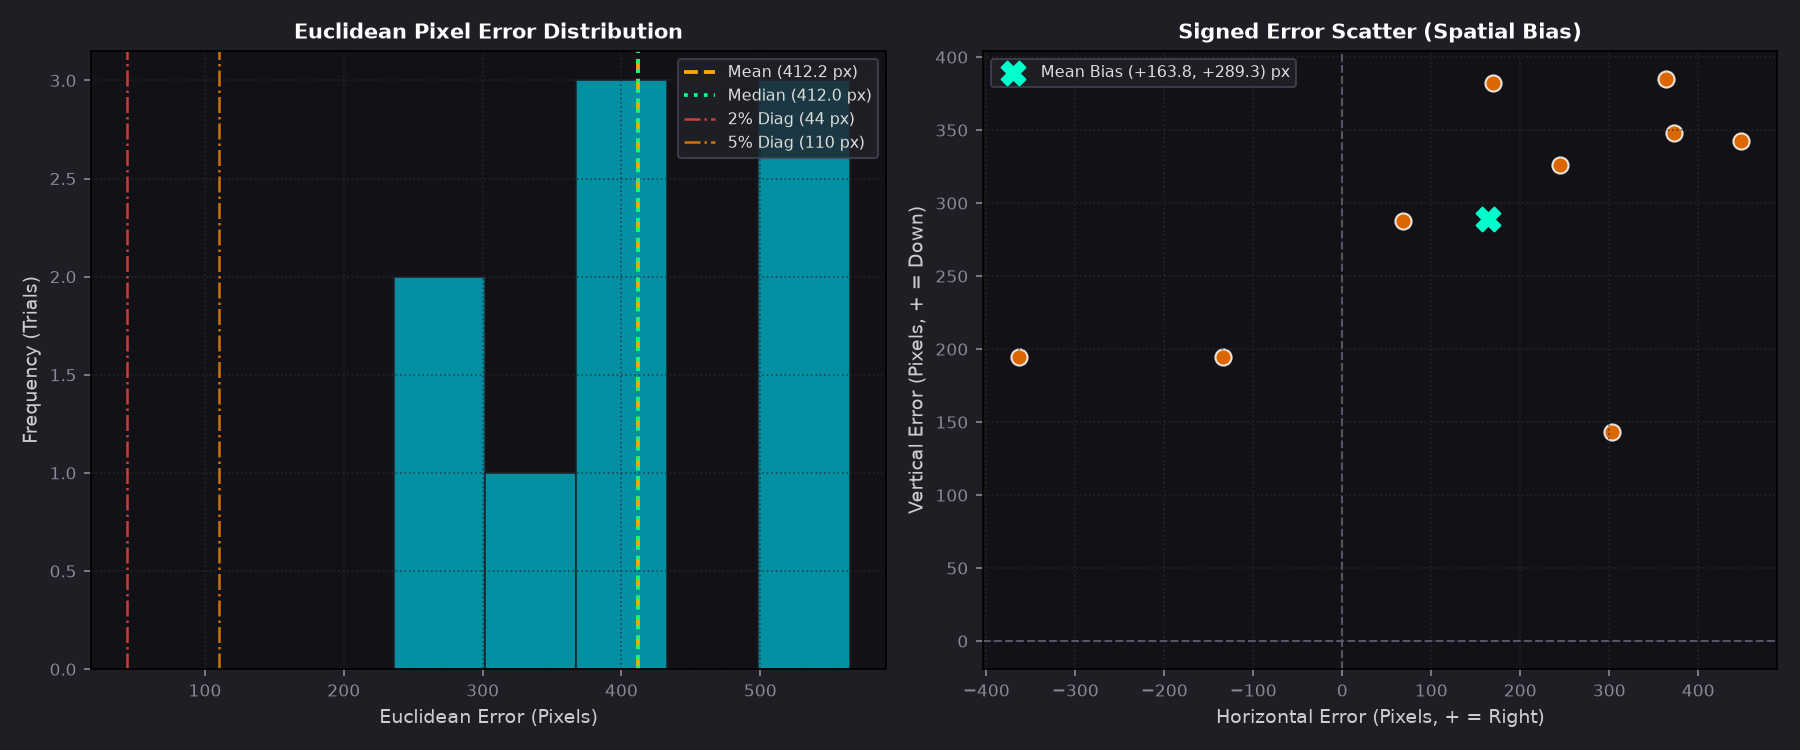 Euclidean Pixel Error Distribution
Frequency (Trials)
3.0
2.5
2.0
1.5
1.0
0.5
0.0
100 200 300 400 500
Euclidean Error (Pixels)
Mean (412.2 px)
Median (412.0 px)
2% Diag (44 px)
5% Diag (110 px)
Signed Error Scatter (Spatial Bias)
Vertical Error (Pixels, + = Down)
400
350
300
250
200
150
100
50
0
−400 −300 −200 −100 0 100 200 300 400
Horizontal Error (Pixels, + = Right)
Mean Bias (+163.8, +289.3) px